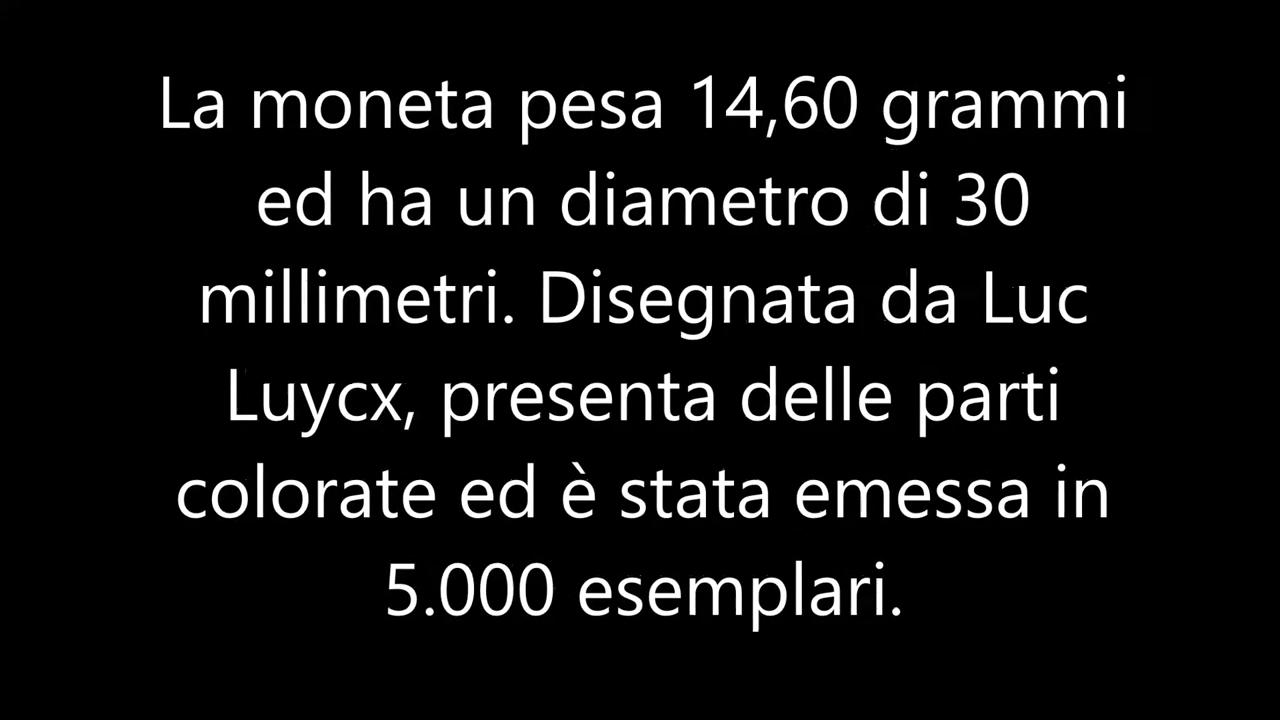 La moneta pesa 14,60 grammi
ed ha un diametro di 30
millimetri. Disegnata da Luc
Luycx, presenta delle parti
colorate ed è stata emessa in
5.000 esemplari.